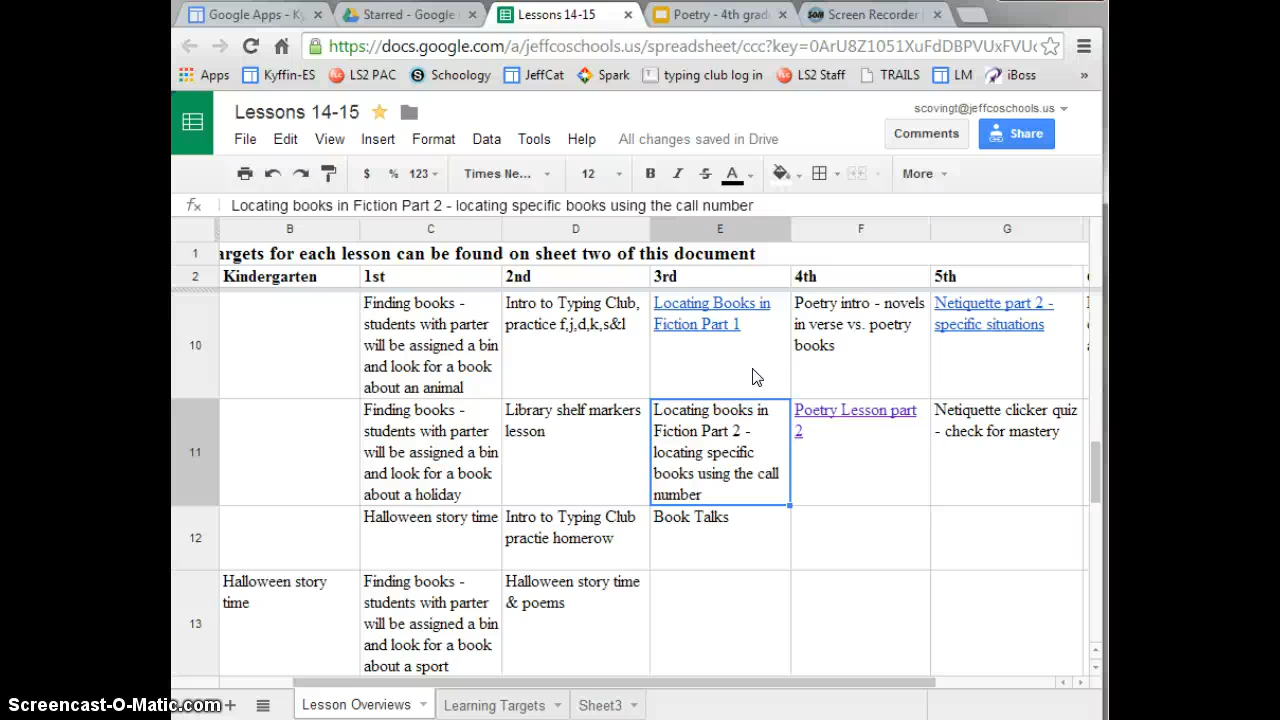 Google Apps - Ky
Starred - Google
Lessons 14-15
Poetry - 4th grad
SOM Screen Recorder
https://docs.google.com/a/jeffcoschools.us/spreadsheet/ccc?key=0ArU8Z1051XuFdDBPVUxFVU
Apps Kyffin-ES LS2 PAC Schoology JeffCat Spark typing club log in LS2 Staff TRAILS LM iBoss »
Lessons 14-15
scovingt@jeffcoschools.us
File Edit View Insert Format Data Tools Help All changes saved in Drive
Comments Share
$ % 123 Times Ne... 12 B I S A More
fx Locating books in Fiction Part 2 - locating specific books using the call number
B C D E F G
1 argets for each lesson can be found on sheet two of this document
2 Kindergarten 1st 2nd 3rd 4th 5th
10
Finding books -
students with parter
will be assigned a bin
and look for a book
about an animal
Intro to Typing Club,
practice f,j,d,k,s&l
Locating Books in
Fiction Part 1
Poetry intro - novels
in verse vs. poetry
books
Netiquette part 2 -
specific situations
11
Finding books -
students with parter
will be assigned a bin
and look for a book
about a holiday
Library shelf markers
lesson
Locating books in
Fiction Part 2 -
locating specific
books using the call
number
Poetry Lesson part
2
Netiquette clicker quiz
- check for mastery
12
Halloween story time
Intro to Typing Club
practie homerow
Book Talks
13
Halloween story
time
Finding books -
students with parter
will be assigned a bin
and look for a book
about a sport
Halloween story time
& poems
Screencast-O-Matic.com
+ Lesson Overviews Learning Targets Sheet3